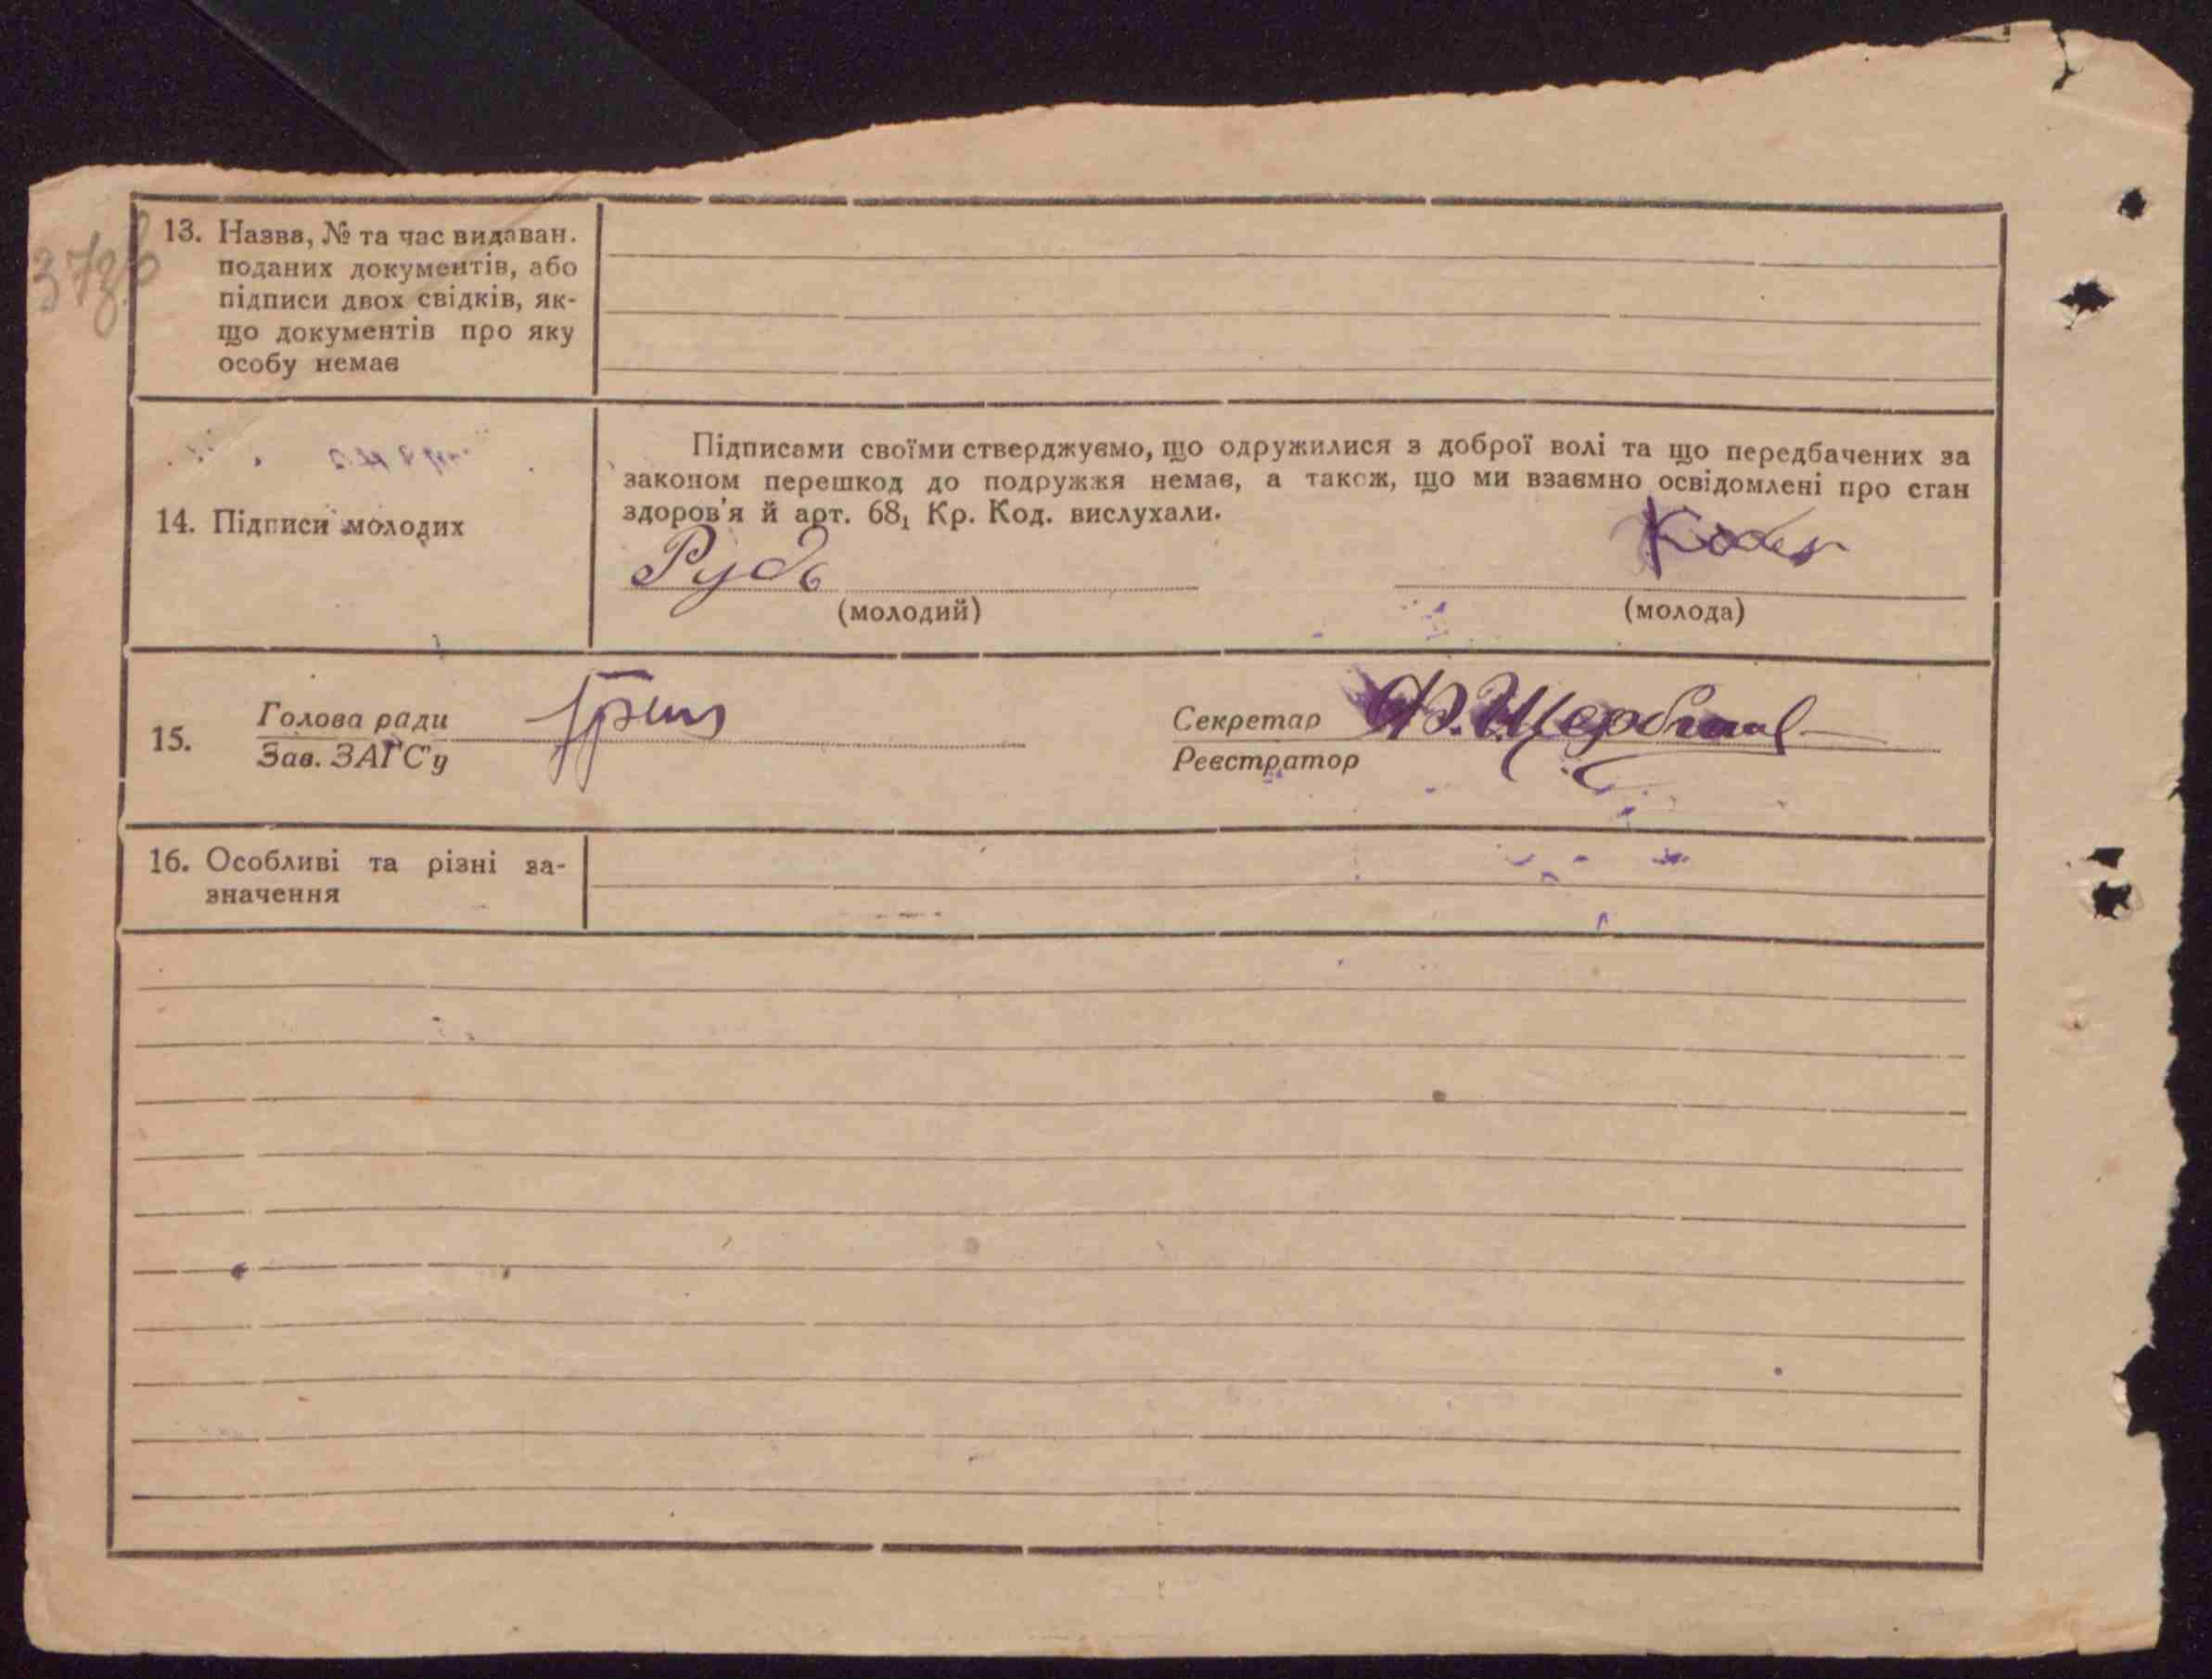 37зв
13. Назва, № та час видаван.
поданих документів, або
підписи двох свідків, як-
що документів про яку
особу немає
Підписами своїми стверджуємо, що одружилися з доброї волі та що передбачених за
законом перешкод до подружжя немає, а також, що ми взаємно освідомлені про стан
здоров'я й арт. 68₁ Кр. Код. вислухали.
14. Підписи молодих
Рудь
(молодий) (молода)
15. Голова ради
Зав. ЗАГС'у
Секретар
Реєстратор
16. Особливі та різні за-
значення